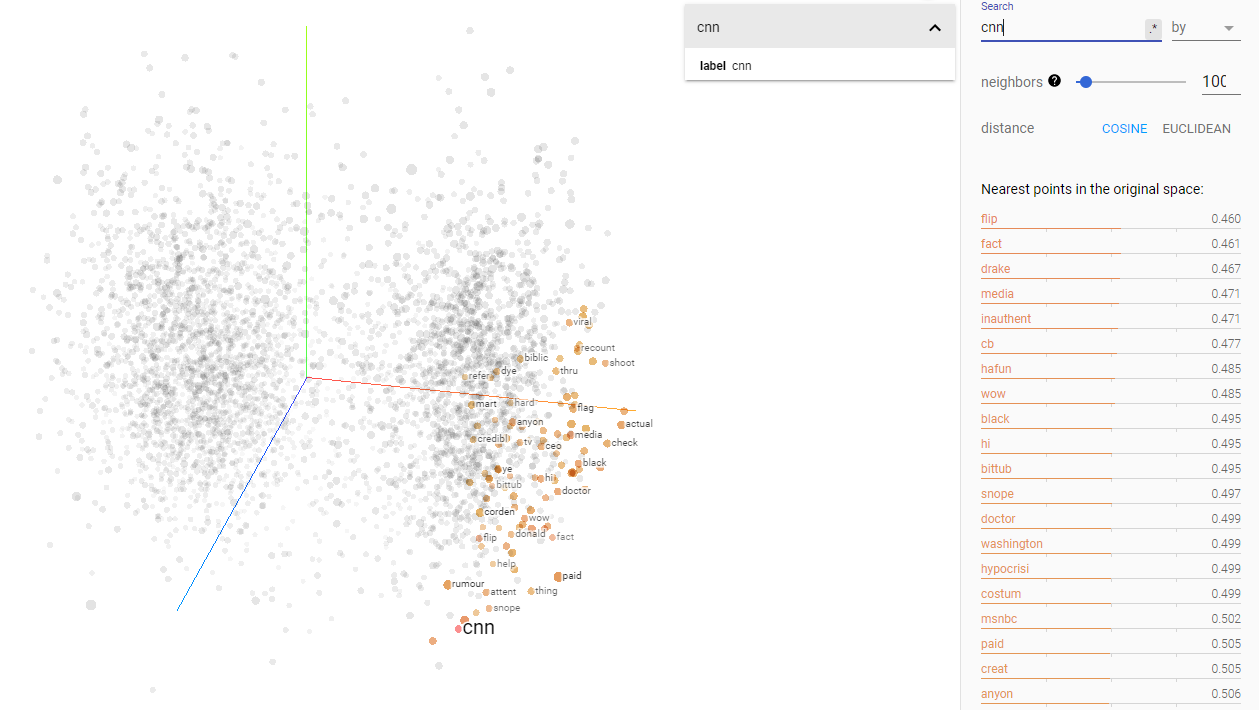 cnn
label cnn
Search
cnn
.*
by
neighbors
?
100
distance
COSINE
EUCLIDEAN
Nearest points in the original space:
flip 0.460
fact 0.461
drake 0.467
media 0.471
inauthent 0.471
cb 0.477
hafun 0.485
wow 0.485
black 0.495
hi 0.495
bittub 0.495
snope 0.497
doctor 0.499
washington 0.499
hypocrisi 0.499
costum 0.499
msnbc 0.502
paid 0.505
creat 0.505
anyon 0.506
viral
recount
biblic
shoot
refer
dye
thru
mart
hard
flag
anyon
actual
credibl
tv
media
ceo
check
ye
black
bittub
hi
doctor
corden
wow
flip
donald
fact
help
rumour
paid
attent
thing
snope
cnn